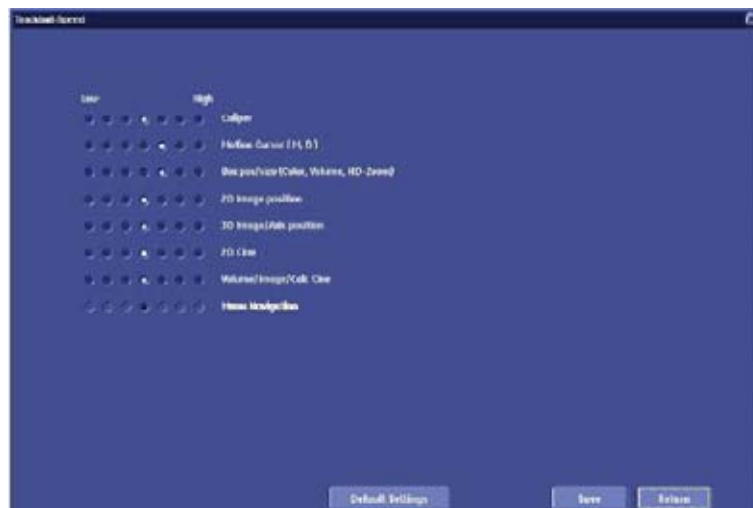 Trackball-Speed
Low High
Caliper
Motion Cursor ( M, D )
Box pos/size (Color, Volume, HD-Zoom)
2D Image position
3D Image/Axis position
2D Cine
Volume/Image/Calc Cine
Menu Navigation
Default Settings Save Return